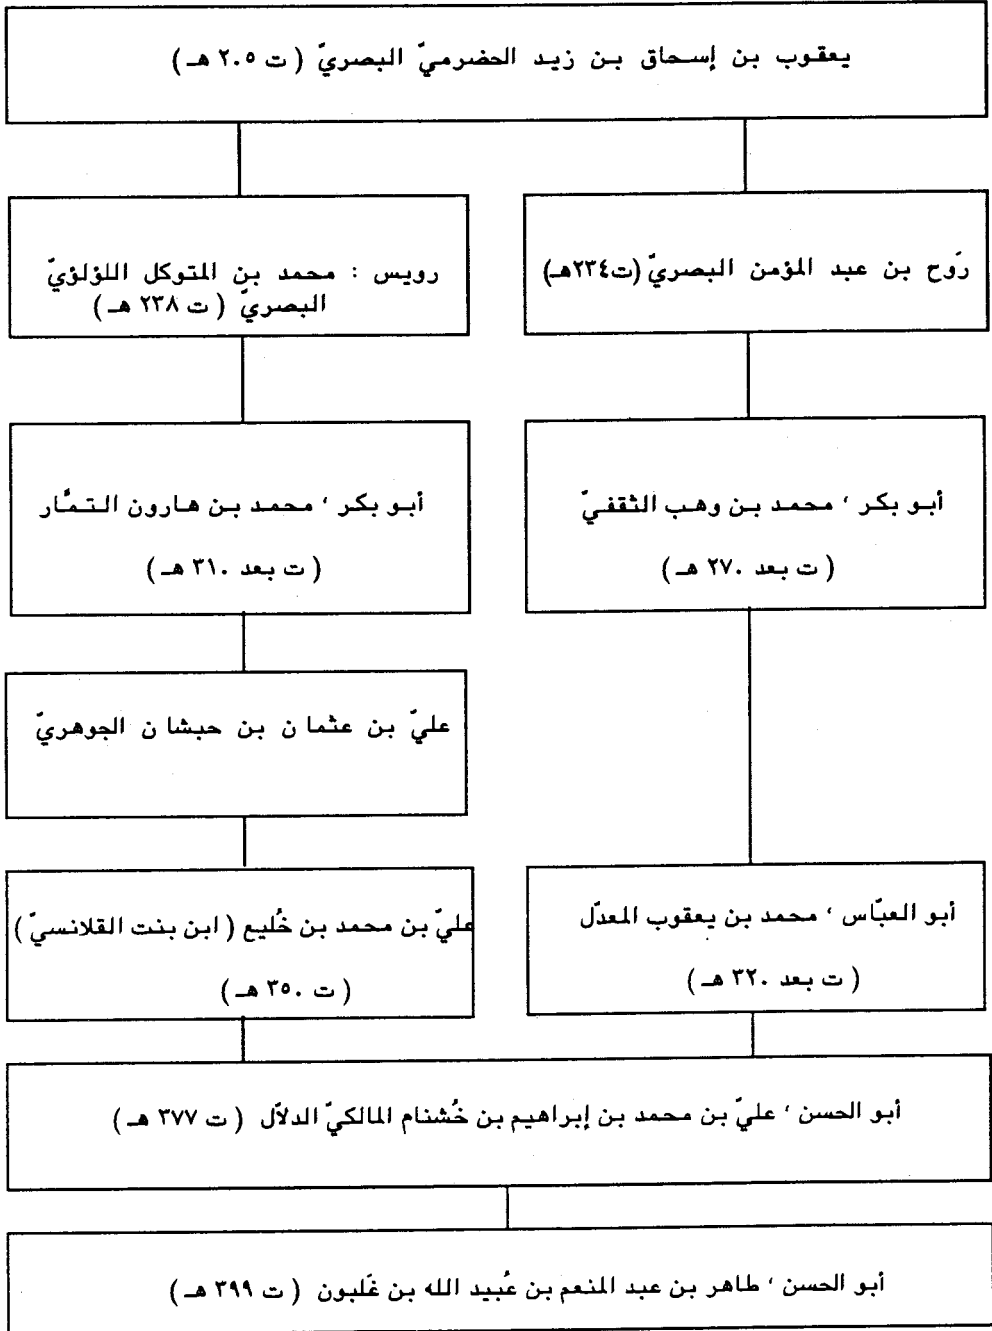 يعقوب بن إسحاق بن زيد الحضرميّ البصريّ ( ت ٢٠٥ هـ )
رَوح بن عبد المؤمن البصريّ (ت٢٣٤هـ)
رويس : محمد بن المتوكل اللؤلؤيّ
البصريّ ( ت ٢٣٨ هـ )
أبو بكر ، محمد بن وهب الثقفيّ
( ت بعد ٢٧٠ هـ )
أبو بكر ، محمد بن هارون التمَّار
( ت بعد ٣١٠ هـ )
عليّ بن عثمان بن حبشان الجوهريّ
أبو العبّاس ، محمد بن يعقوب المعدّل
( ت بعد ٣٢٠ هـ )
عليّ بن محمد بن خُليع ( ابن بنت القلانسيّ )
( ت ٣٥٠ هـ )
أبو الحسن ، عليّ بن محمد بن إبراهيم بن خُشنام المالكيّ الدلاّل ( ت ٣٧٧ هـ )
أبو الحسن ، طاهر بن عبد المنعم بن عُبيد الله بن غَلبون ( ت ٣٩٩ هـ )